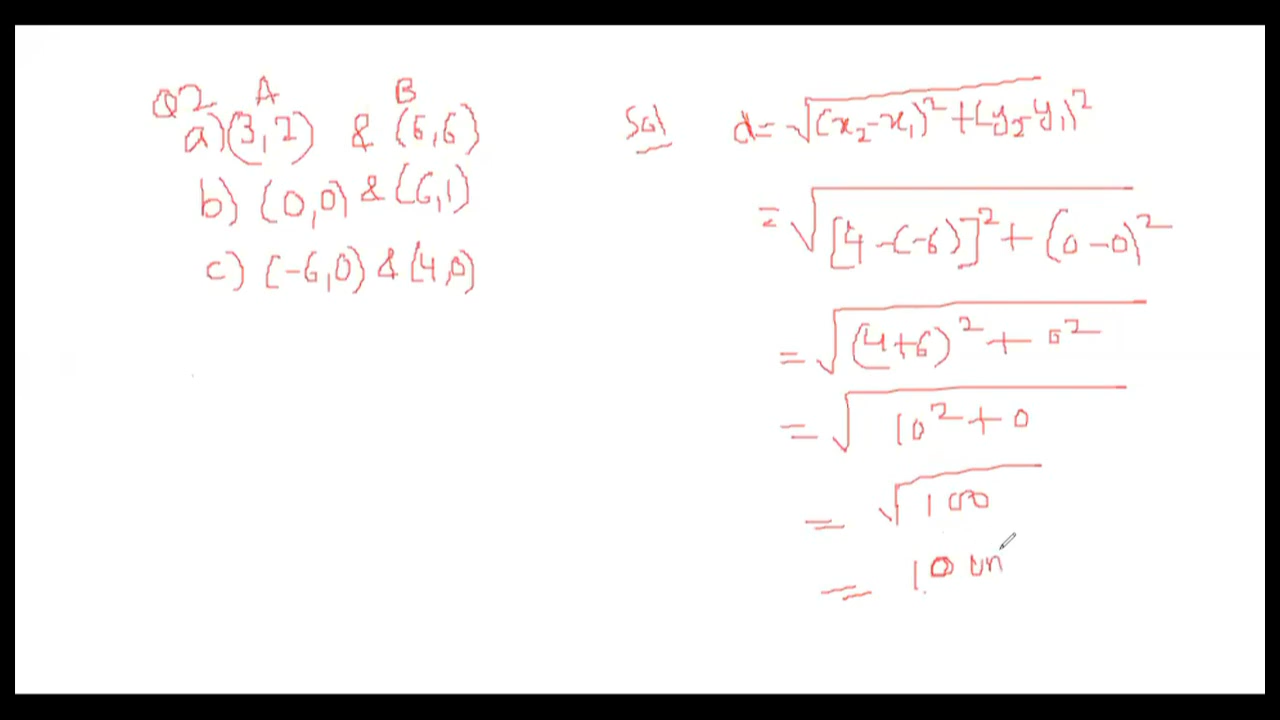 Q2 A B
a) (3,2) & (6,6)
b) (0,0) & (6,1)
c) (-6,0) & (4,0)
Sol d = √(x₂-x₁)² + (y₂-y₁)²
= √[4-(-6)]² + (0-0)²
= √(4+6)² + 0²
= √10² + 0
= √100
= 10 un